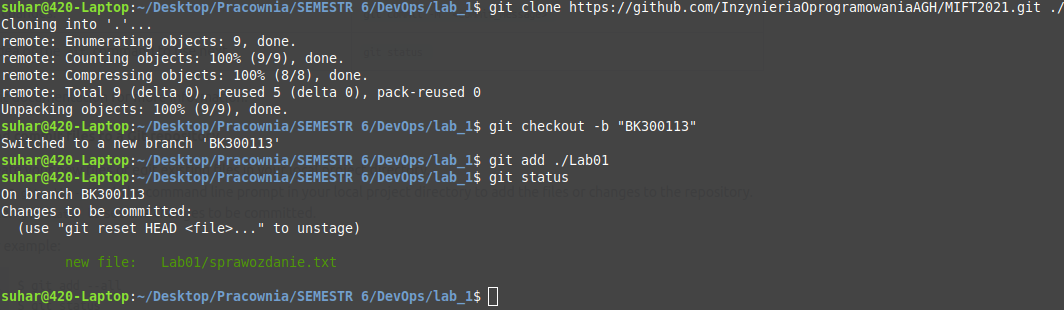 suhar@420-Laptop:~/Desktop/Pracownia/SEMESTR 6/DevOps/lab_1$ git clone https://github.com/InzynieriaOprogramowaniaAGH/MIFT2021.git ./
Cloning into '.'...
remote: Enumerating objects: 9, done.
remote: Counting objects: 100% (9/9), done.
remote: Compressing objects: 100% (8/8), done.
remote: Total 9 (delta 0), reused 5 (delta 0), pack-reused 0
Unpacking objects: 100% (9/9), done.
suhar@420-Laptop:~/Desktop/Pracownia/SEMESTR 6/DevOps/lab_1$ git checkout -b "BK300113"
Switched to a new branch 'BK300113'
suhar@420-Laptop:~/Desktop/Pracownia/SEMESTR 6/DevOps/lab_1$ git add ./Lab01
suhar@420-Laptop:~/Desktop/Pracownia/SEMESTR 6/DevOps/lab_1$ git status
On branch BK300113
Changes to be committed:
(use "git reset HEAD <file>..." to unstage)
new file: Lab01/sprawozdanie.txt
suhar@420-Laptop:~/Desktop/Pracownia/SEMESTR 6/DevOps/lab_1$